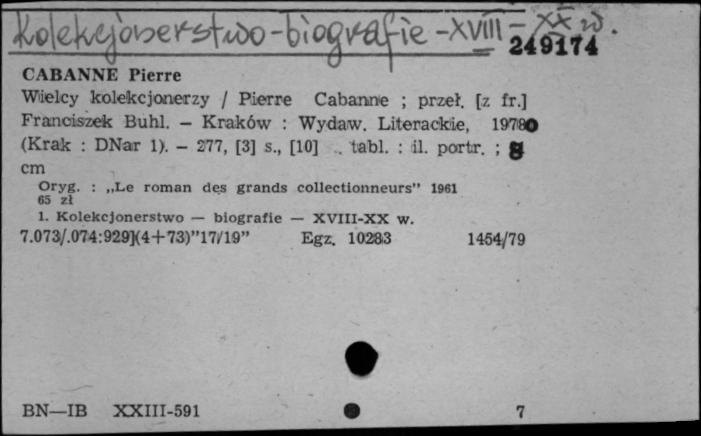 Kolekcjonerstwo - biografie - XVIII - XX w.
249174
CABANNE Pierre
Wielcy kolekcjonerzy / Pierre Cabanne ; przeł. [z fr.]
Franciszek Buhl. — Kraków : Wydaw. Literackie,
(Krak : DNar 1). — 277, [3] s., [10] tabl. : il. portr. ;
cm
Oryg. : „Le roman des grands collectionneurs” 1961
65 zł
1. Kolekcjonerstwo — biografie — XVIII-XX w.
7.073/.074:929](4+73)”17/19” Egz. 10283 1454/79
BN—IB XXIII-591 7